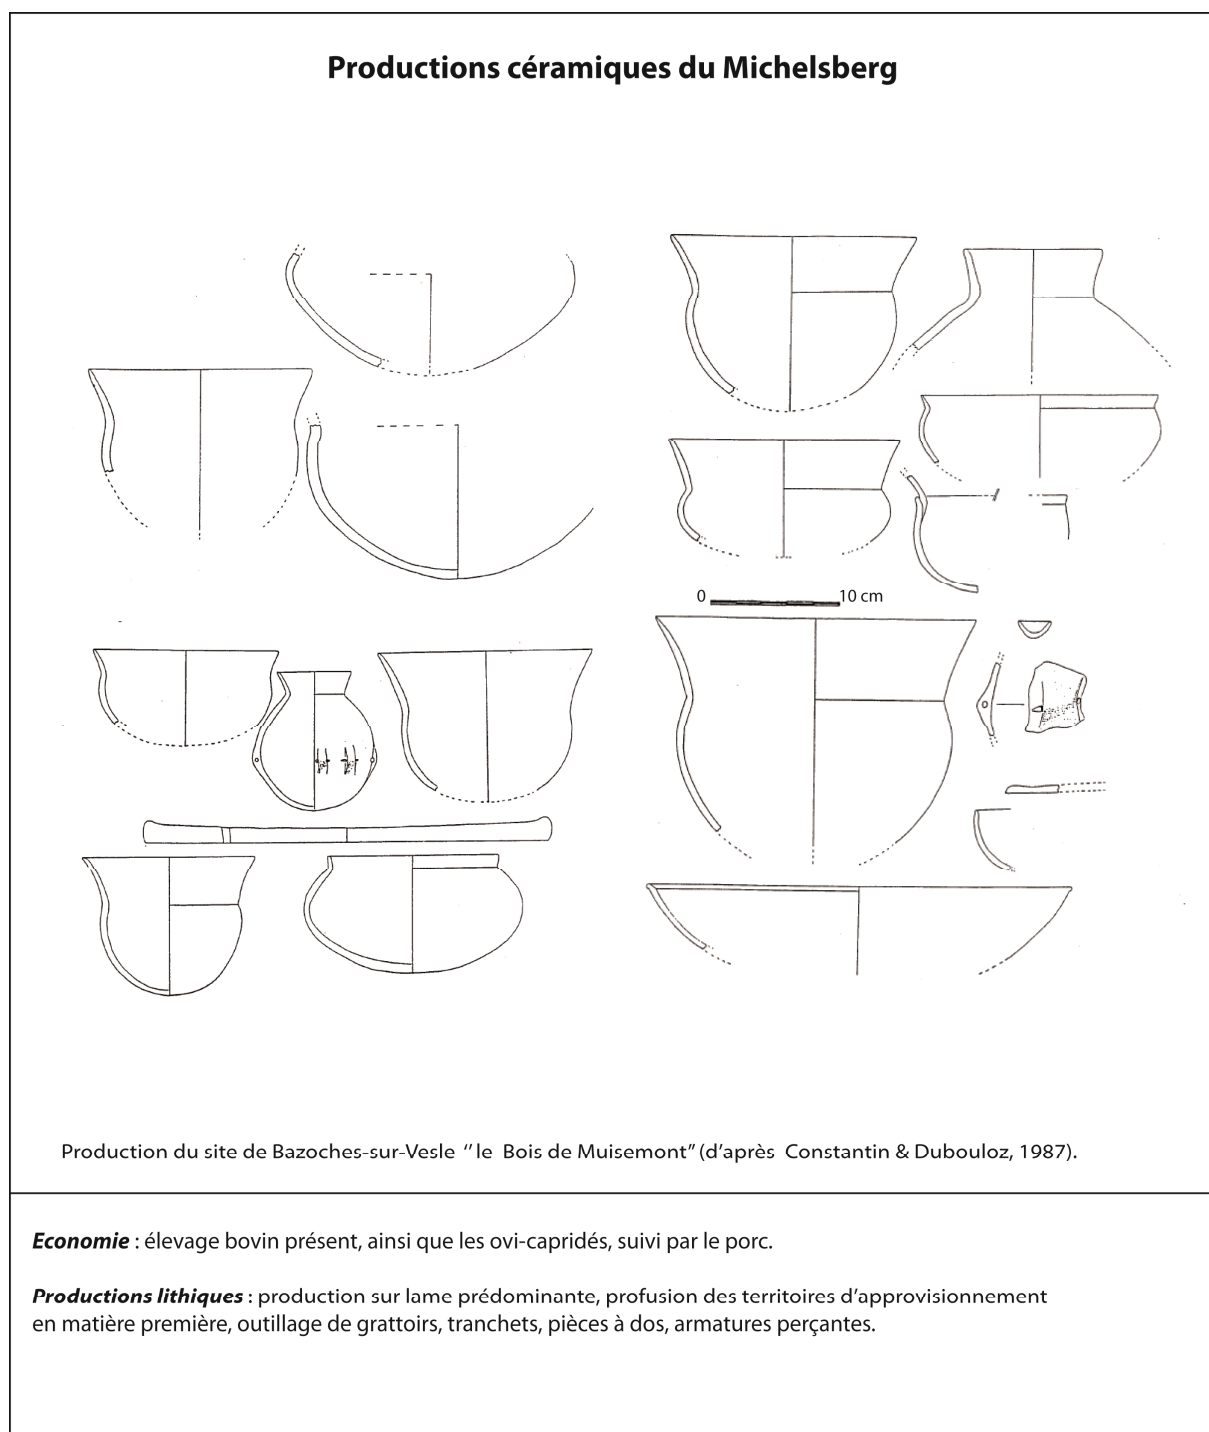 Productions céramiques du Michelsberg
0 10 cm
Production du site de Bazoches-sur-Vesle ‘’ le Bois de Muisemont’’ (d’après Constantin & Dubouloz, 1987).
Economie : élevage bovin présent, ainsi que les ovi-capridés, suivi par le porc.
Productions lithiques : production sur lame prédominante, profusion des territoires d’approvisionnement
en matière première, outillage de grattoirs, tranchets, pièces à dos, armatures perçantes.